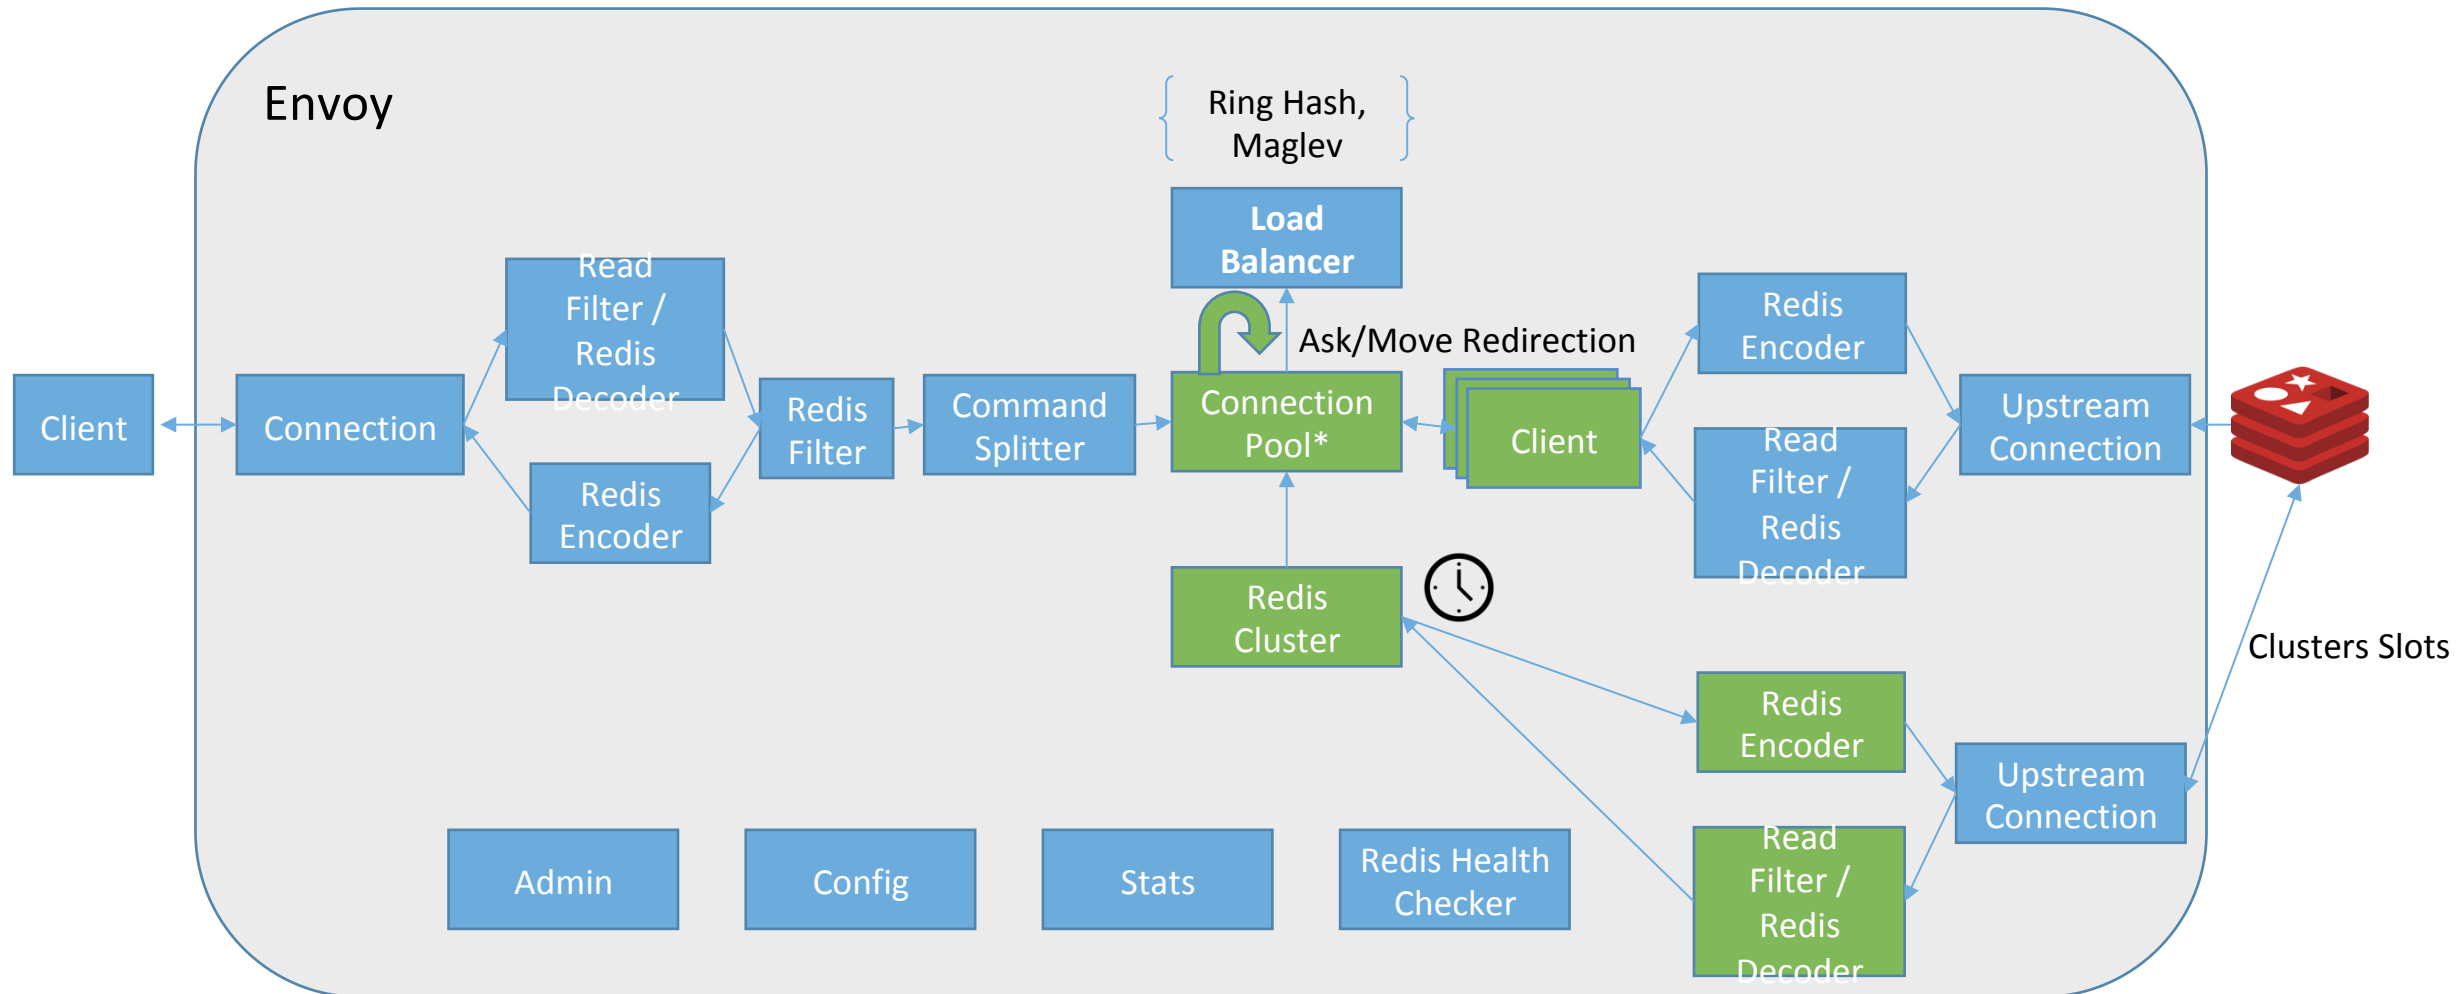 Envoy
Ring Hash,
Maglev
Load
Balancer
Read
Filter /
Redis
Decoder
Redis
Encoder
Ask/Move Redirection
Client
Connection
Redis
Filter
Command
Splitter
Connection
Pool*
Client
Upstream
Connection
Redis
Encoder
Read
Filter /
Redis
Decoder
Redis
Cluster
Clusters Slots
Redis
Encoder
Upstream
Connection
Admin
Config
Stats
Redis Health
Checker
Read
Filter /
Redis
Decoder